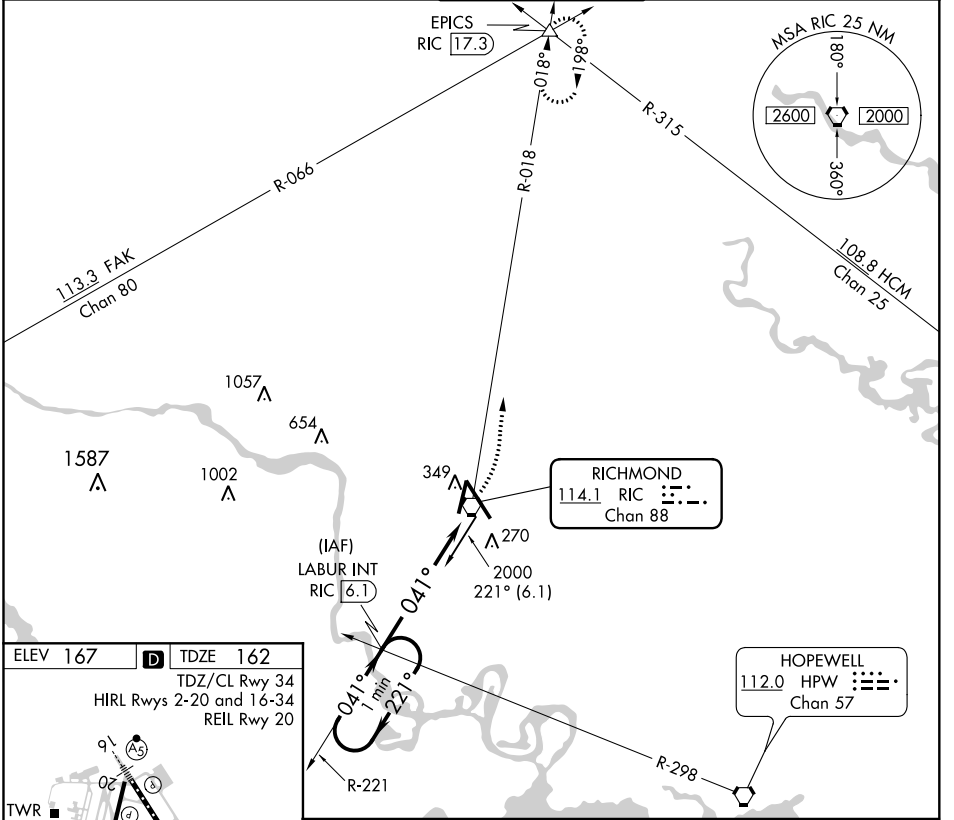 EPICS
RIC 17.3
018°
198°
MSA RIC 25 NM
180°
2600
2000
360°
R-315
R-066
R-018
113.3 FAK
Chan 80
108.8 HCM
Chan 25
1057
654
1587
1002
349
RICHMOND
114.1 RIC
Chan 88
270
(IAF)
LABUR INT
RIC 6.1
041°
2000
221° (6.1)
041°
1 min
221°
R-221
R-298
HOPEWELL
112.0 HPW
Chan 57
ELEV 167 D TDZE 162
TDZ/CL Rwy 34
HIRL Rwys 2-20 and 16-34
REIL Rwy 20
16
A5
20
P
P
TWR